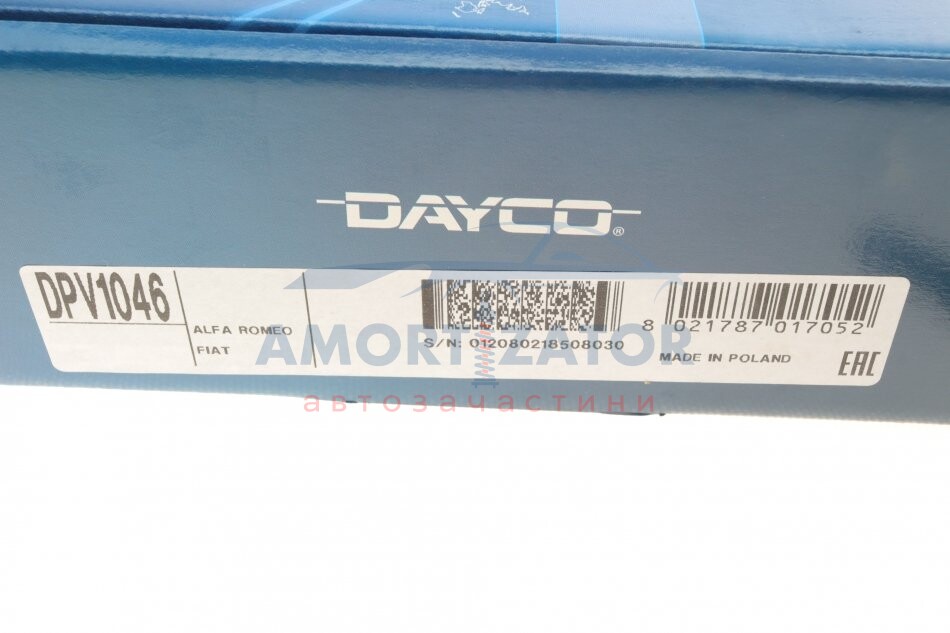 DAYCO®
DPV1046
ALFA ROMEO
FIAT
S/N: 012080218508030
8 021787 017052
MADE IN POLAND
EAC
AMORTIZATOR
автозапчастини